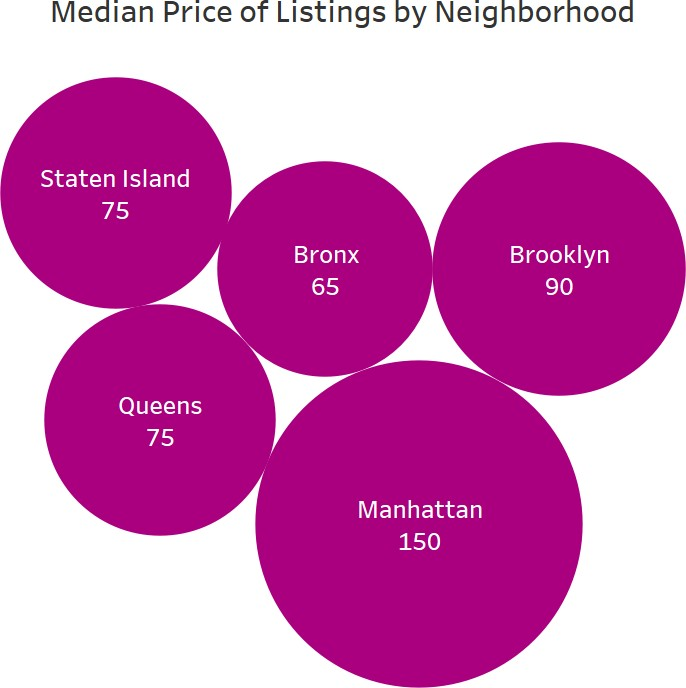 Median Price of Listings by Neighborhood
Staten Island
75
Bronx
65
Brooklyn
90
Queens
75
Manhattan
150